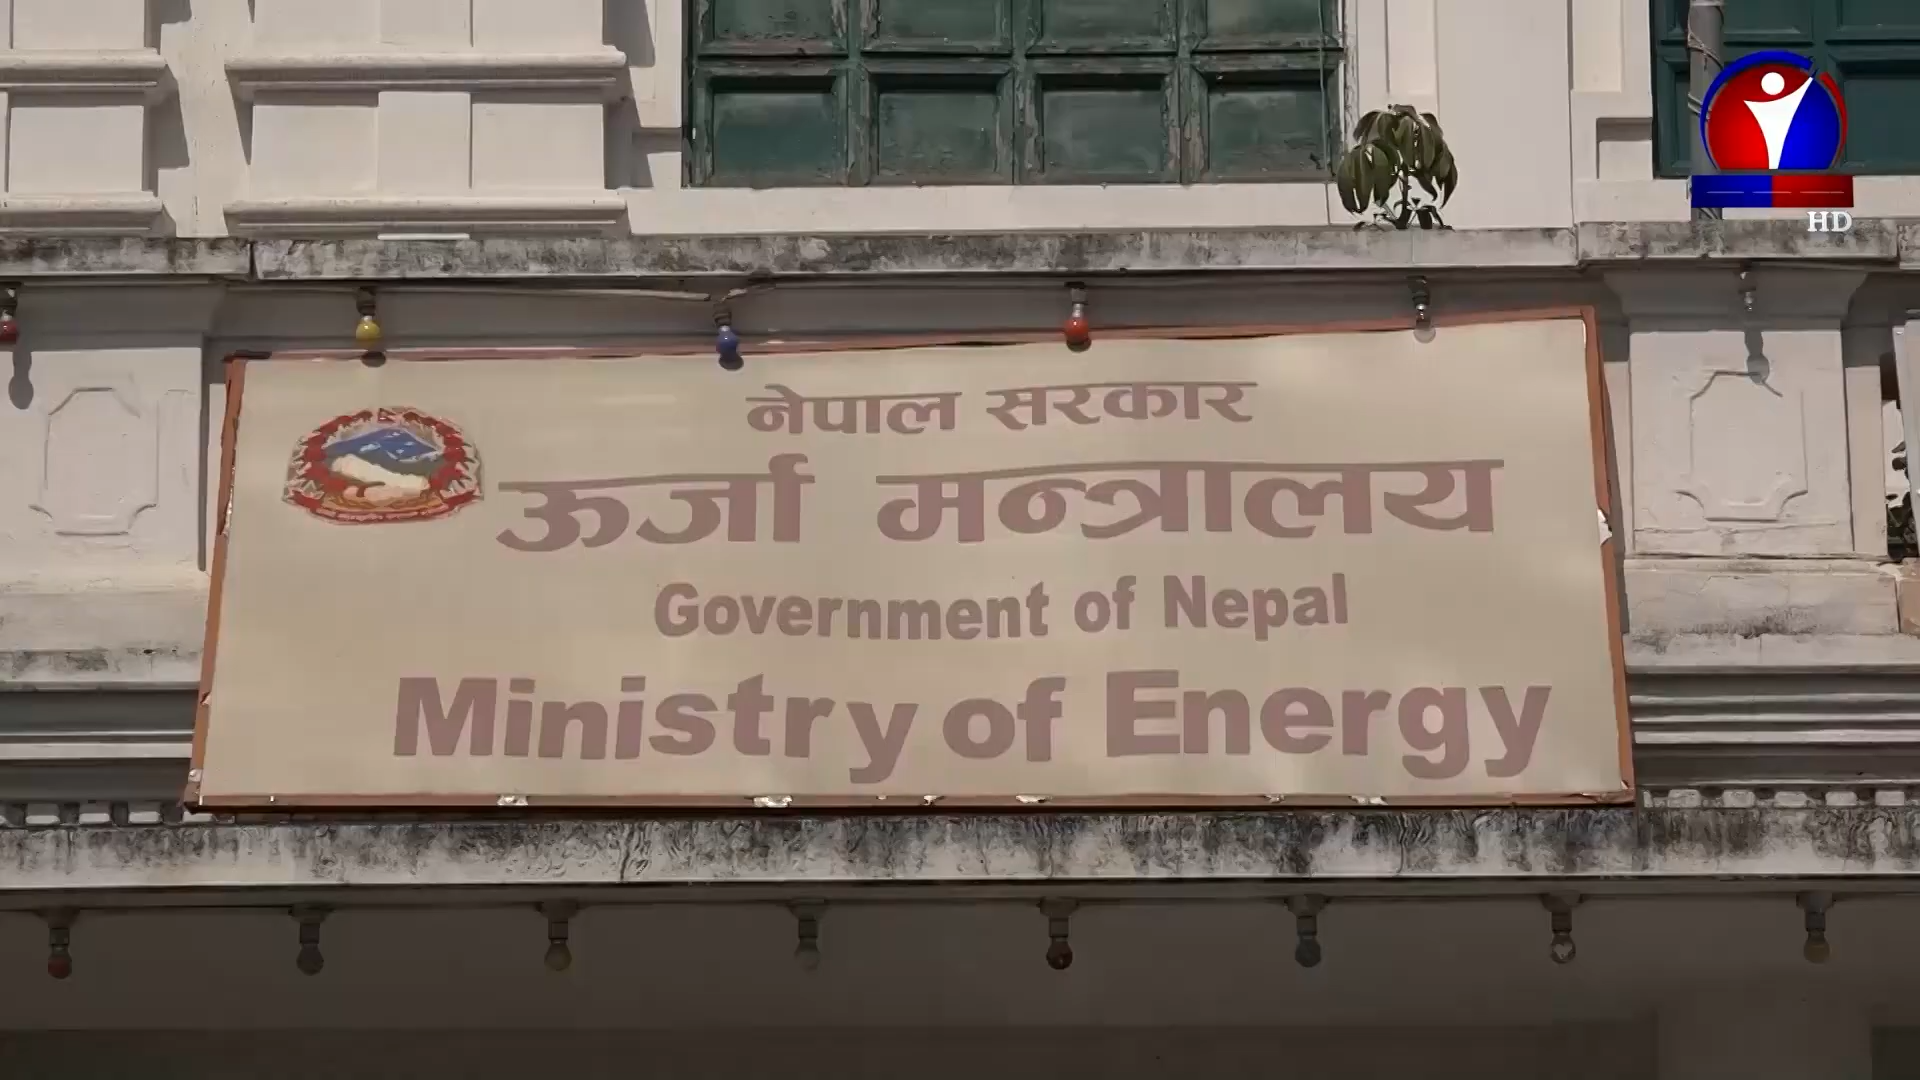 HD
नेपाल सरकार
ऊर्जा मन्त्रालय
Government of Nepal
Ministry of Energy